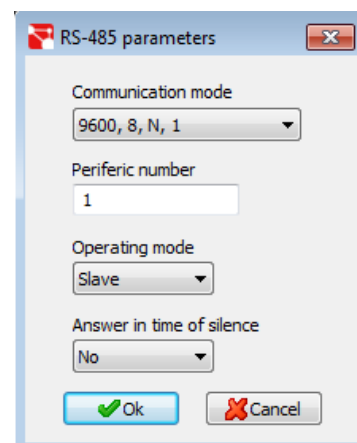 RS-485 parameters
Communication mode
9600, 8, N, 1
Periferic number
1
Operating mode
Slave
Answer in time of silence
No
Ok
Cancel